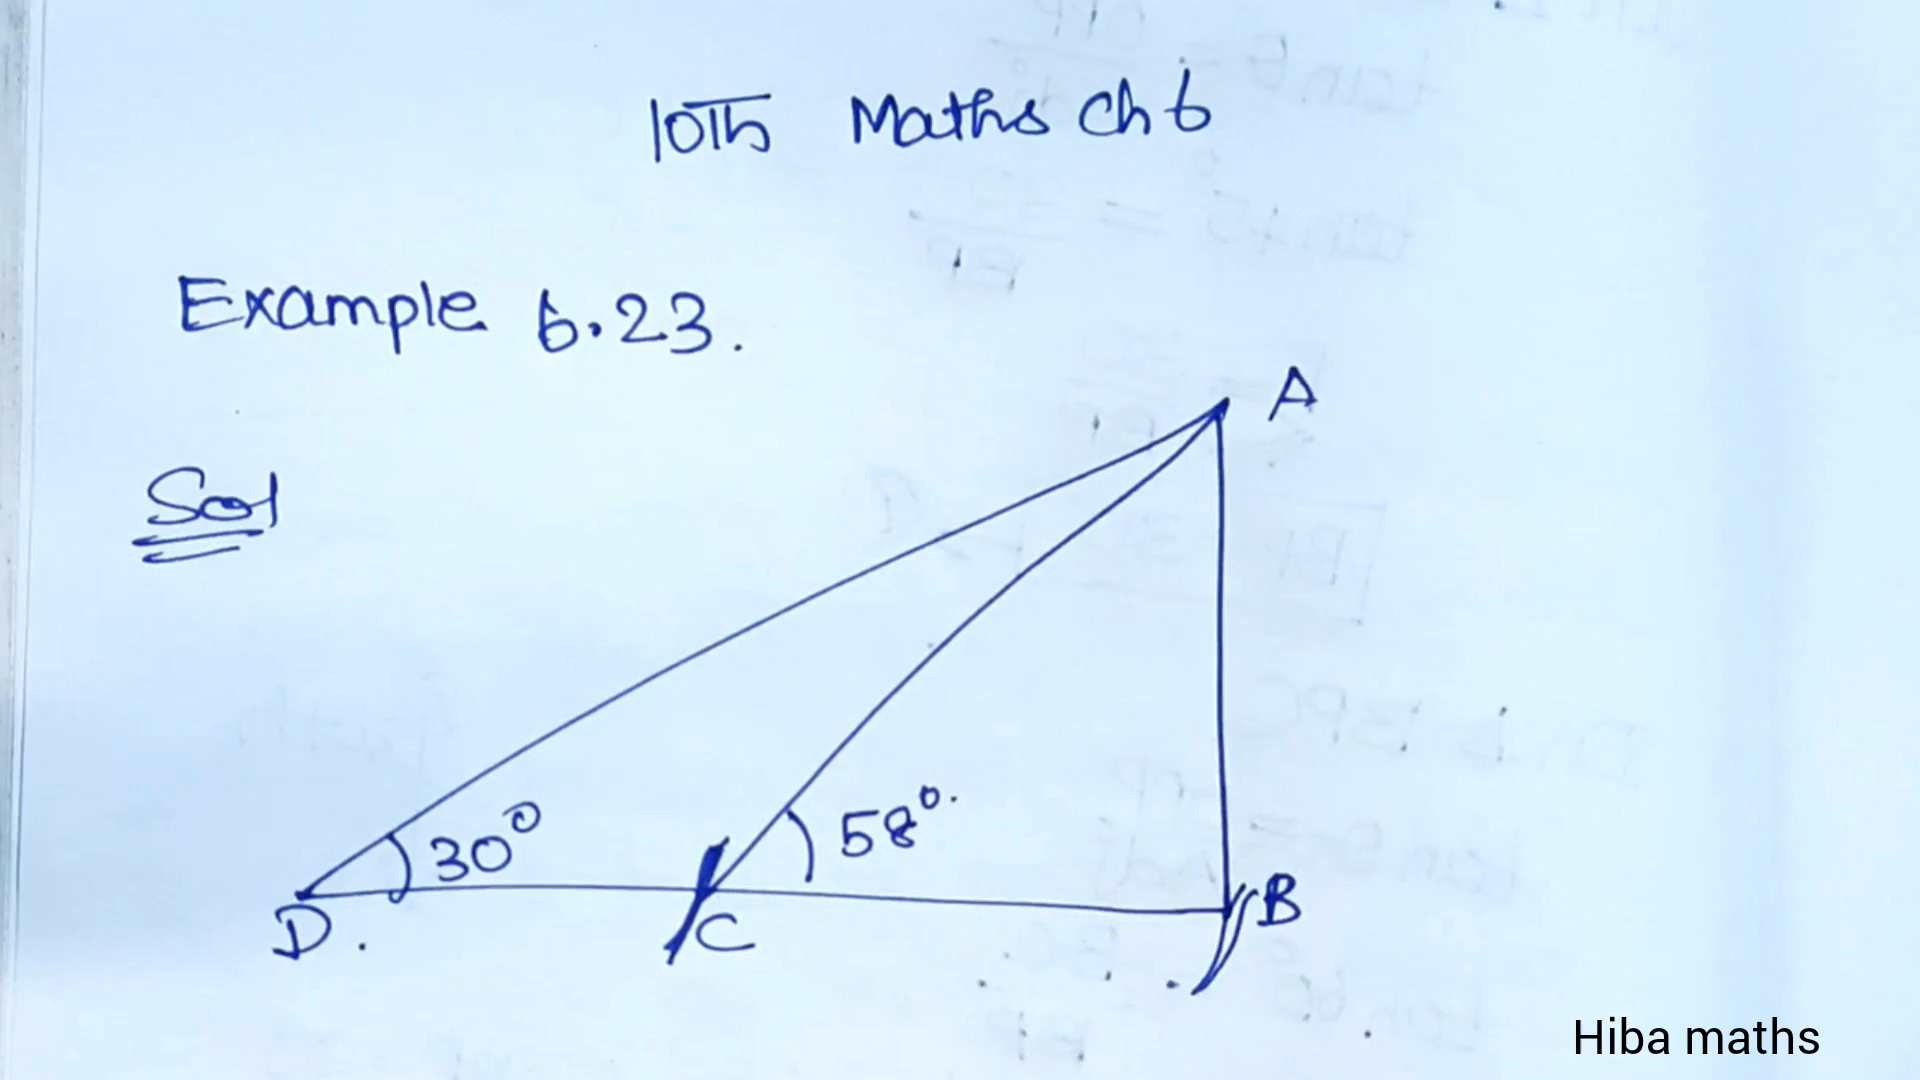 10Th Maths Ch 6
Example 6.23.
Sol
A
30°
58°.
D.
C
B
Hiba maths